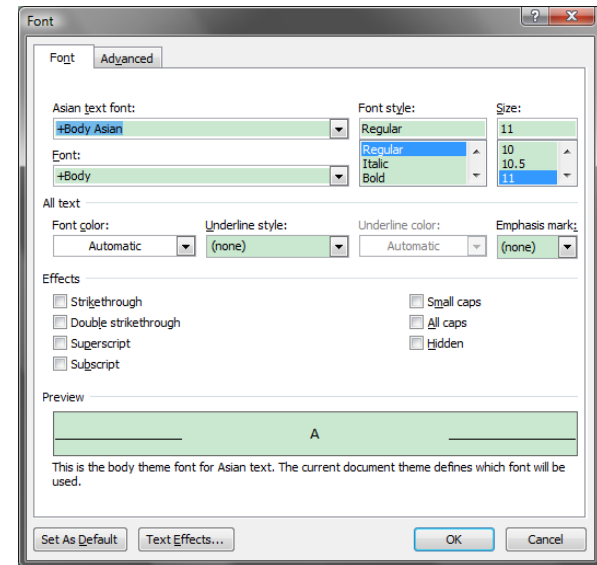 Font
Font Advanced
Asian text font: Font style: Size:
+Body Asian Regular 11
Font: Regular 10
Italic 10.5
+Body Bold 11
All text
Font color: Underline style: Underline color: Emphasis mark:
Automatic (none) Automatic (none)
Effects
Strikethrough Small caps
Double strikethrough All caps
Superscript Hidden
Subscript
Preview
A
This is the body theme font for Asian text. The current document theme defines which font will be
used.
Set As Default Text Effects... OK Cancel